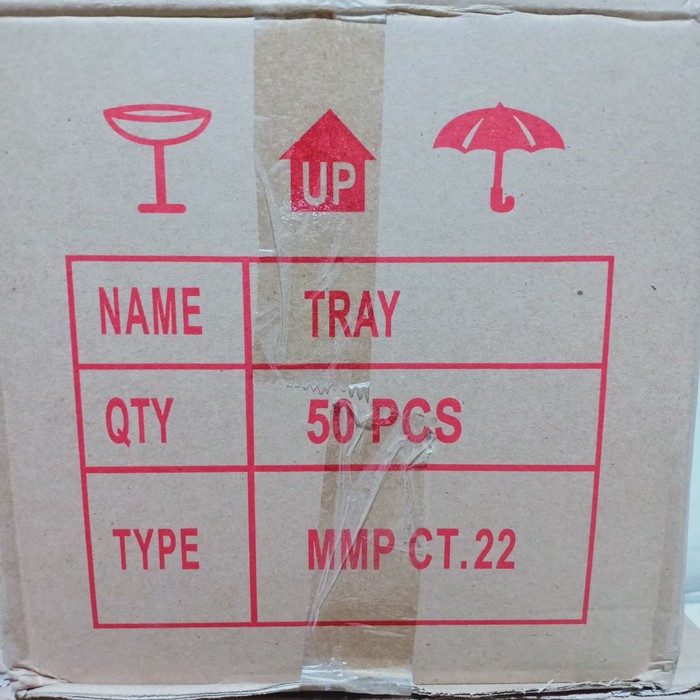 UP
NAME TRAY
QTY 50 PCS
TYPE MMP CT.22